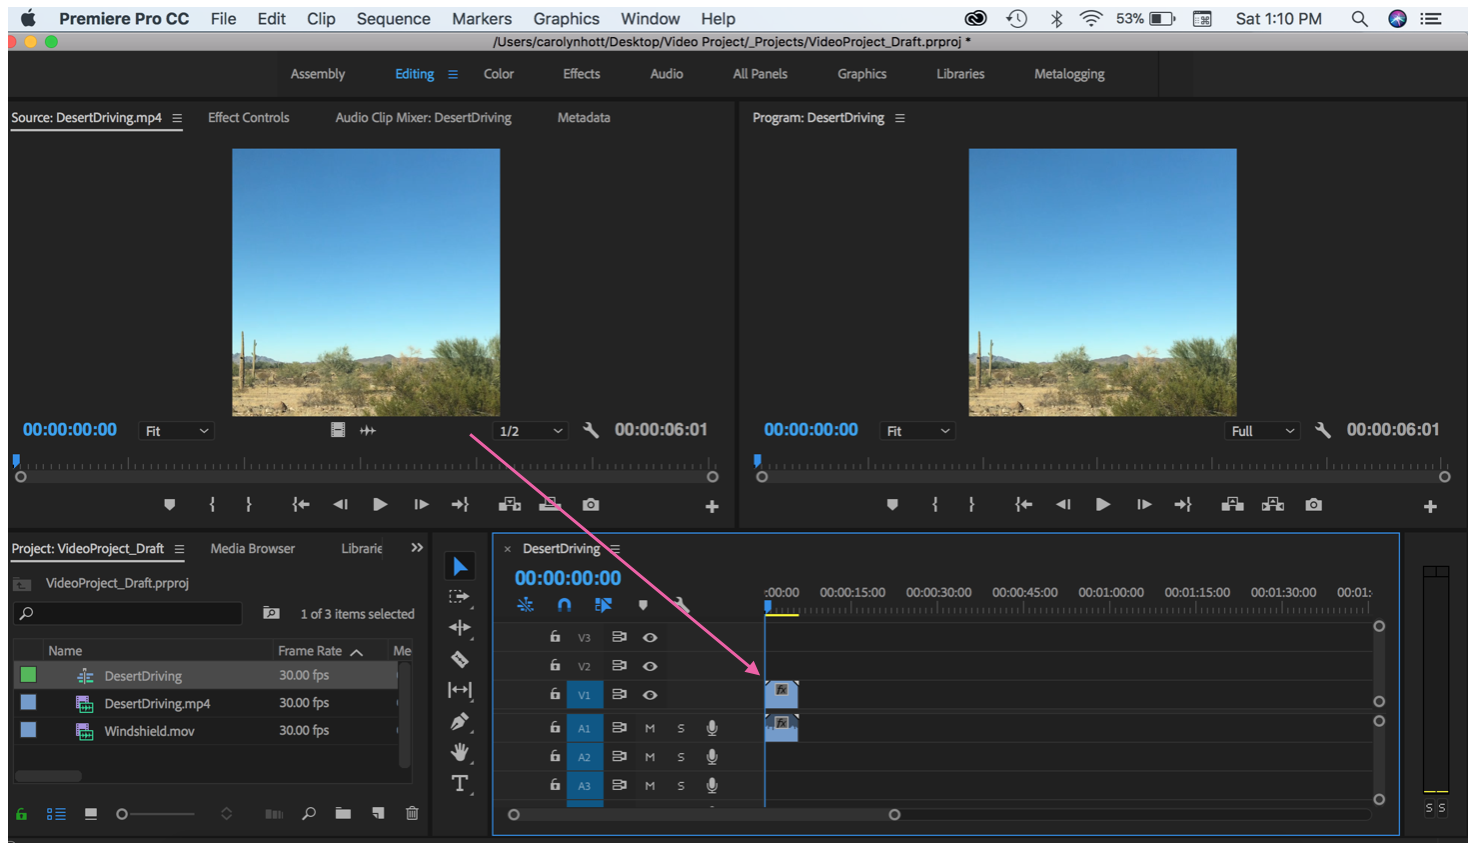 Premiere Pro CC File Edit Clip Sequence Markers Graphics Window Help 53% Sat 1:10 PM
/Users/carolynhott/Desktop/Video Project/_Projects/VideoProject_Draft.prproj *
Assembly Editing Color Effects Audio All Panels Graphics Libraries Metalogging
Source: DesertDriving.mp4 Effect Controls Audio Clip Mixer: DesertDriving Metadata
Program: DesertDriving
00:00:00:00 Fit 1/2 00:00:06:01
00:00:00:00 Fit Full 00:00:06:01
Project: VideoProject_Draft Media Browser Librarie
VideoProject_Draft.prproj
1 of 3 items selected
Name Frame Rate Me
DesertDriving 30.00 fps
DesertDriving.mp4 30.00 fps
Windshield.mov 30.00 fps
T
× DesertDriving
00:00:00:00
:00:00 00:00:15:00 00:00:30:00 00:00:45:00 00:01:00:00 00:01:15:00 00:01:30:00 00:01:
V3
V2
V1 fx
A1 M S fx
A2 M S
A3 M S
S S